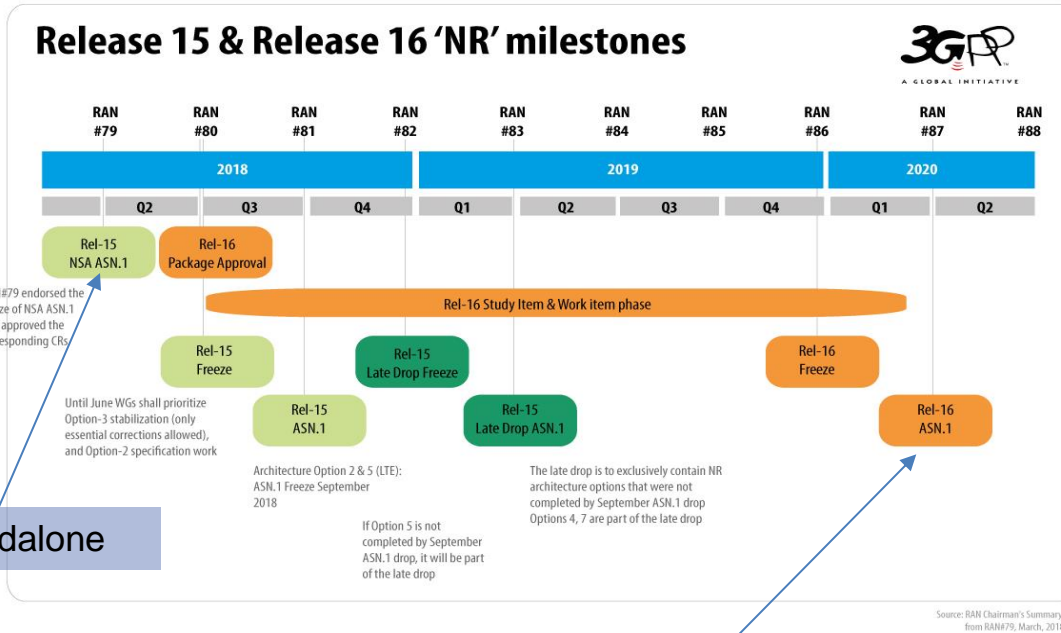 Release 15 & Release 16 ‘NR’ milestones
3GPP
TM
A GLOBAL INITIATIVE
RAN #79
RAN #80
RAN #81
RAN #82
RAN #83
RAN #84
RAN #85
RAN #86
RAN #87
RAN #88
2018
2019
2020
Q2
Q3
Q4
Q1
Q2
Q3
Q4
Q1
Q2
Rel-15
NSA ASN.1
Rel-16
Package Approval
#79 endorsed the
ze of NSA ASN.1
approved the
esponding CRs
Rel-16 Study Item & Work item phase
Rel-15
Freeze
Rel-15
Late Drop Freeze
Rel-16
Freeze
Until June WGs shall prioritize
Option-3 stabilization (only
essential corrections allowed),
and Option-2 specification work
Rel-15
ASN.1
Rel-15
Late Drop ASN.1
Rel-16
ASN.1
Architecture Option 2 & 5 (LTE):
ASN.1 Freeze September
2018
The late drop is to exclusively contain NR
architecture options that were not
completed by September ASN.1 drop
Options 4, 7 are part of the late drop
If Option 5 is not
completed by September
ASN.1 drop, it will be part
of the late drop
dalone
Source: RAN Chairman's Summary
from RAN#79, March, 201